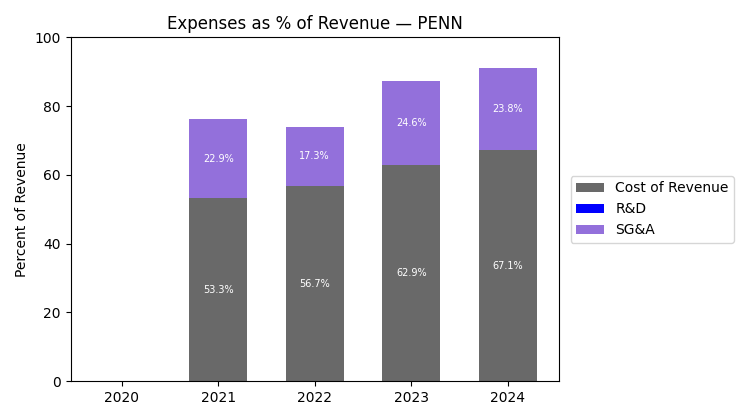 Expenses as % of Revenue — PENN
Percent of Revenue
100
80
60
40
20
0
22.9%
17.3%
24.6%
23.8%
53.3%
56.7%
62.9%
67.1%
2020 2021 2022 2023 2024
Cost of Revenue
R&D
SG&A